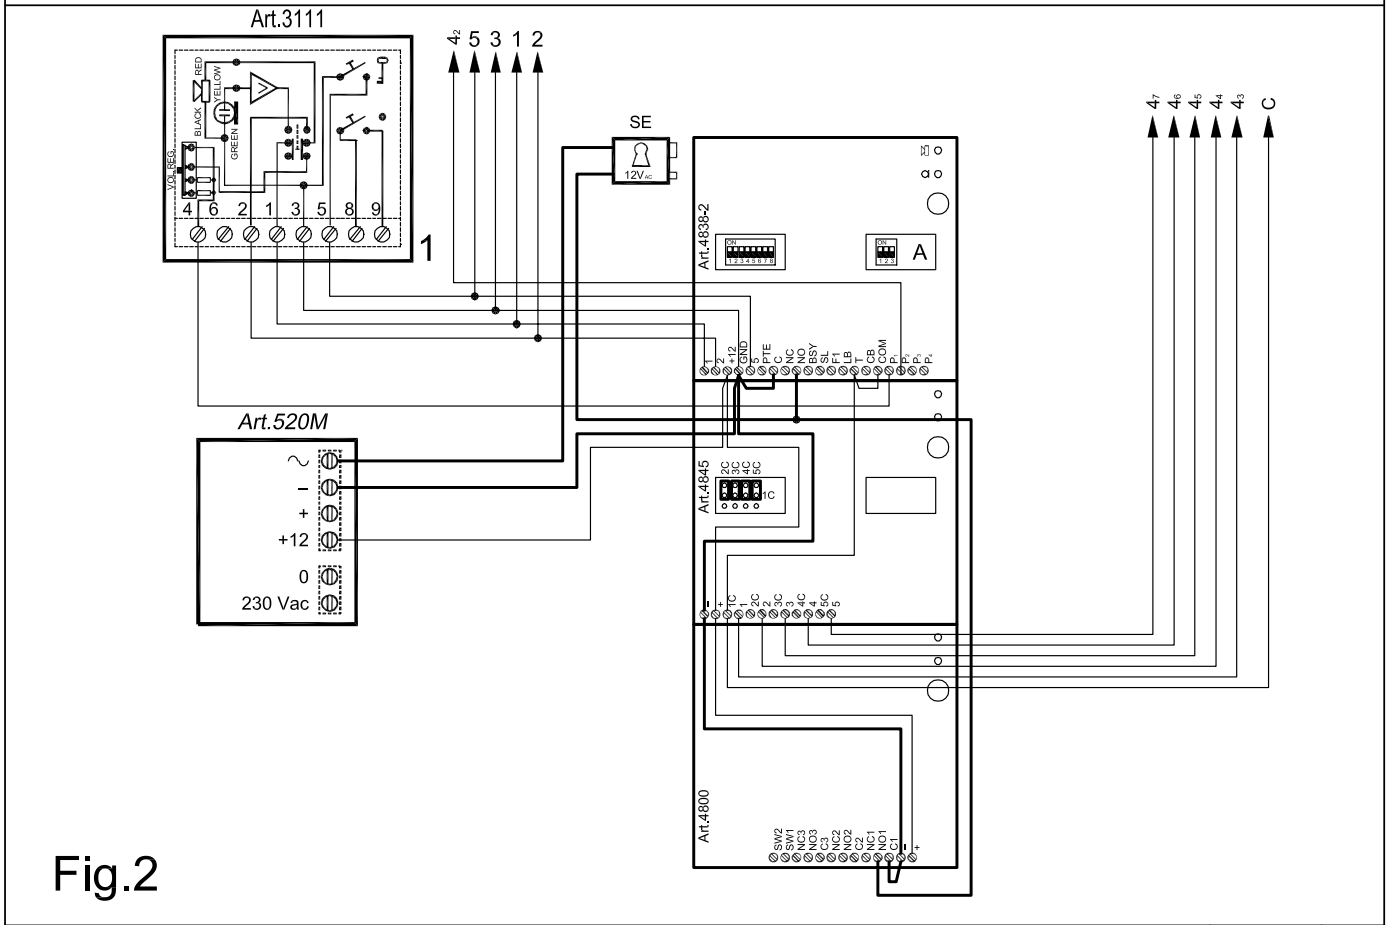 Art.3111
RED
YELLOW
BLACK
GREEN
VOL.REG.
4 6 2 1 3 5 8 9
1
4₂ 5 3 1 2
SE
12V AC
4₇ 4₆ 4₅ 4₄ 4₃ C
Art.4838-2
ON
1 2 3 4 5 6 7 8
ON
1 2 3
A
1
2
+12
GND
5
PTE
C
NC
NO
BSY
SL
F1
LB
T
CB
COM
P₁
P₂
P₃
P₄
Art.520M
–
+
+12
0
230 Vac
Art.4845
2C
3C
4C
5C
1C
-
+
1C
1
2C
2
3C
3
4C
4
5C
5
Art.4800
SW2
SW1
NC3
NO3
C3
NC2
NO2
C2
NC1
NO1
C1
-
+
Fig.2